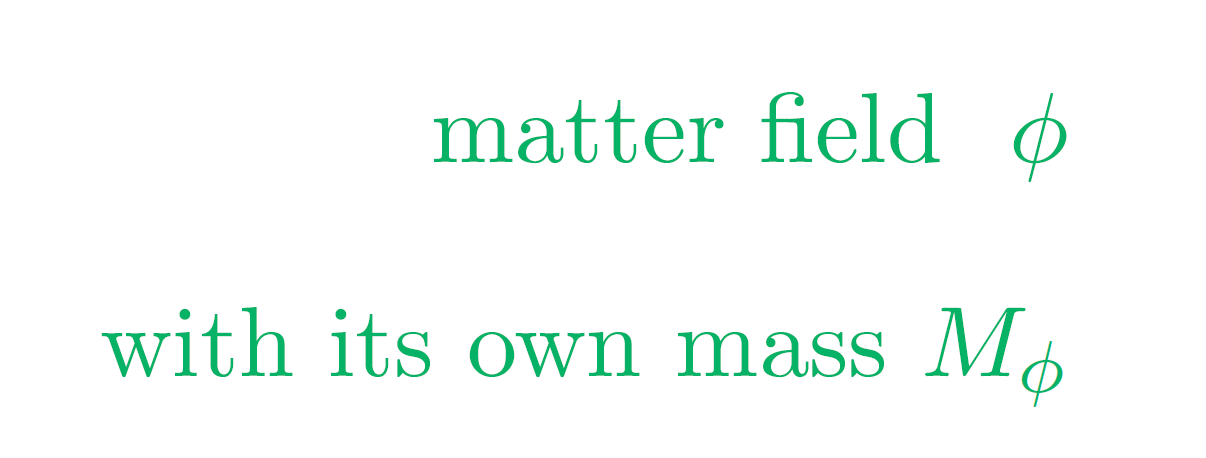 matter field ϕ
with its own mass M_ϕ